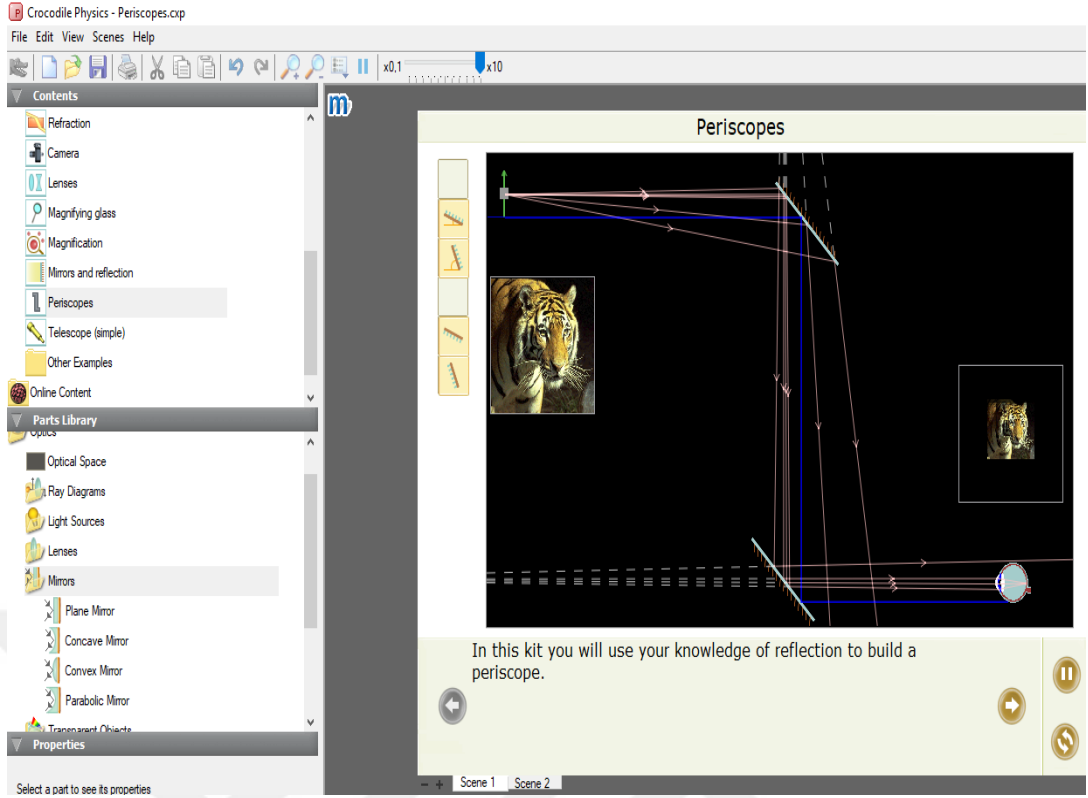 Crocodile Physics - Periscopes.cxp
File Edit View Scenes Help
x0,1 x10
Contents
Refraction
Camera
Lenses
Magnifying glass
Magnification
Mirrors and reflection
Periscopes
Telescope (simple)
Other Examples
Online Content
Parts Library
Optics
Optical Space
Ray Diagrams
Light Sources
Lenses
Mirrors
Plane Mirror
Concave Mirror
Convex Mirror
Parabolic Mirror
Transparent Objects
Properties
Select a part to see its properties
m
Periscopes
In this kit you will use your knowledge of reflection to build a
periscope.
- + Scene 1 Scene 2